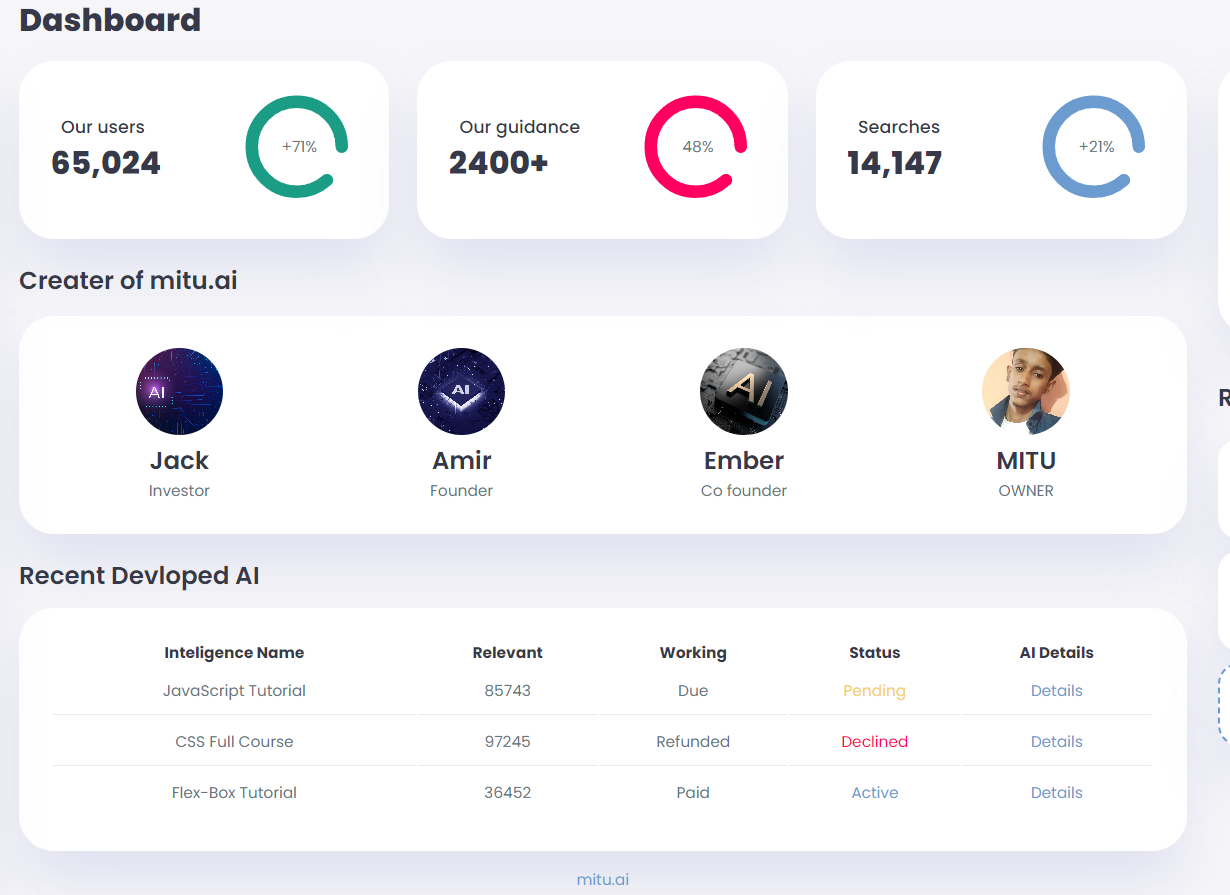 Dashboard
Our users
65,024
+71%
Our guidance
2400+
48%
Searches
14,147
+21%
Creater of mitu.ai
AI
AI
AI
Jack
Amir
Ember
MITU
Investor
Founder
Co founder
OWNER
R
Recent Devloped AI
Inteligence Name Relevant Working Status AI Details
JavaScript Tutorial 85743 Due Pending Details
CSS Full Course 97245 Refunded Declined Details
Flex-Box Tutorial 36452 Paid Active Details
mitu.ai